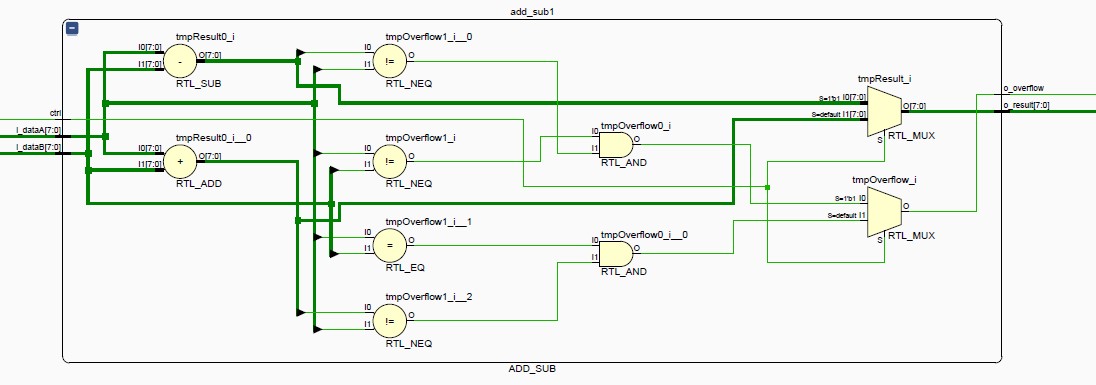 add_sub1
-
tmpResult0_i
I0[7:0]
I1[7:0]
-
O[7:0]
RTL_SUB
tmpOverflow1_i__0
I0
I1
!=
O
RTL_NEQ
tmpResult_i
S=1'b1 I0[7:0]
S=default I1[7:0]
O[7:0]
S
RTL_MUX
o_overflow
o_result[7:0]
ctrl
i_dataA[7:0]
i_dataB[7:0]
tmpResult0_i__0
I0[7:0]
I1[7:0]
+
O[7:0]
RTL_ADD
tmpOverflow1_i
I0
I1
!=
O
RTL_NEQ
tmpOverflow0_i
I0
I1
O
RTL_AND
tmpOverflow_i
S=1'b1 I0
S=default I1
O
S
RTL_MUX
tmpOverflow1_i__1
I0
I1
=
O
RTL_EQ
tmpOverflow0_i__0
I0
I1
O
RTL_AND
tmpOverflow1_i__2
I0
I1
!=
O
RTL_NEQ
ADD_SUB